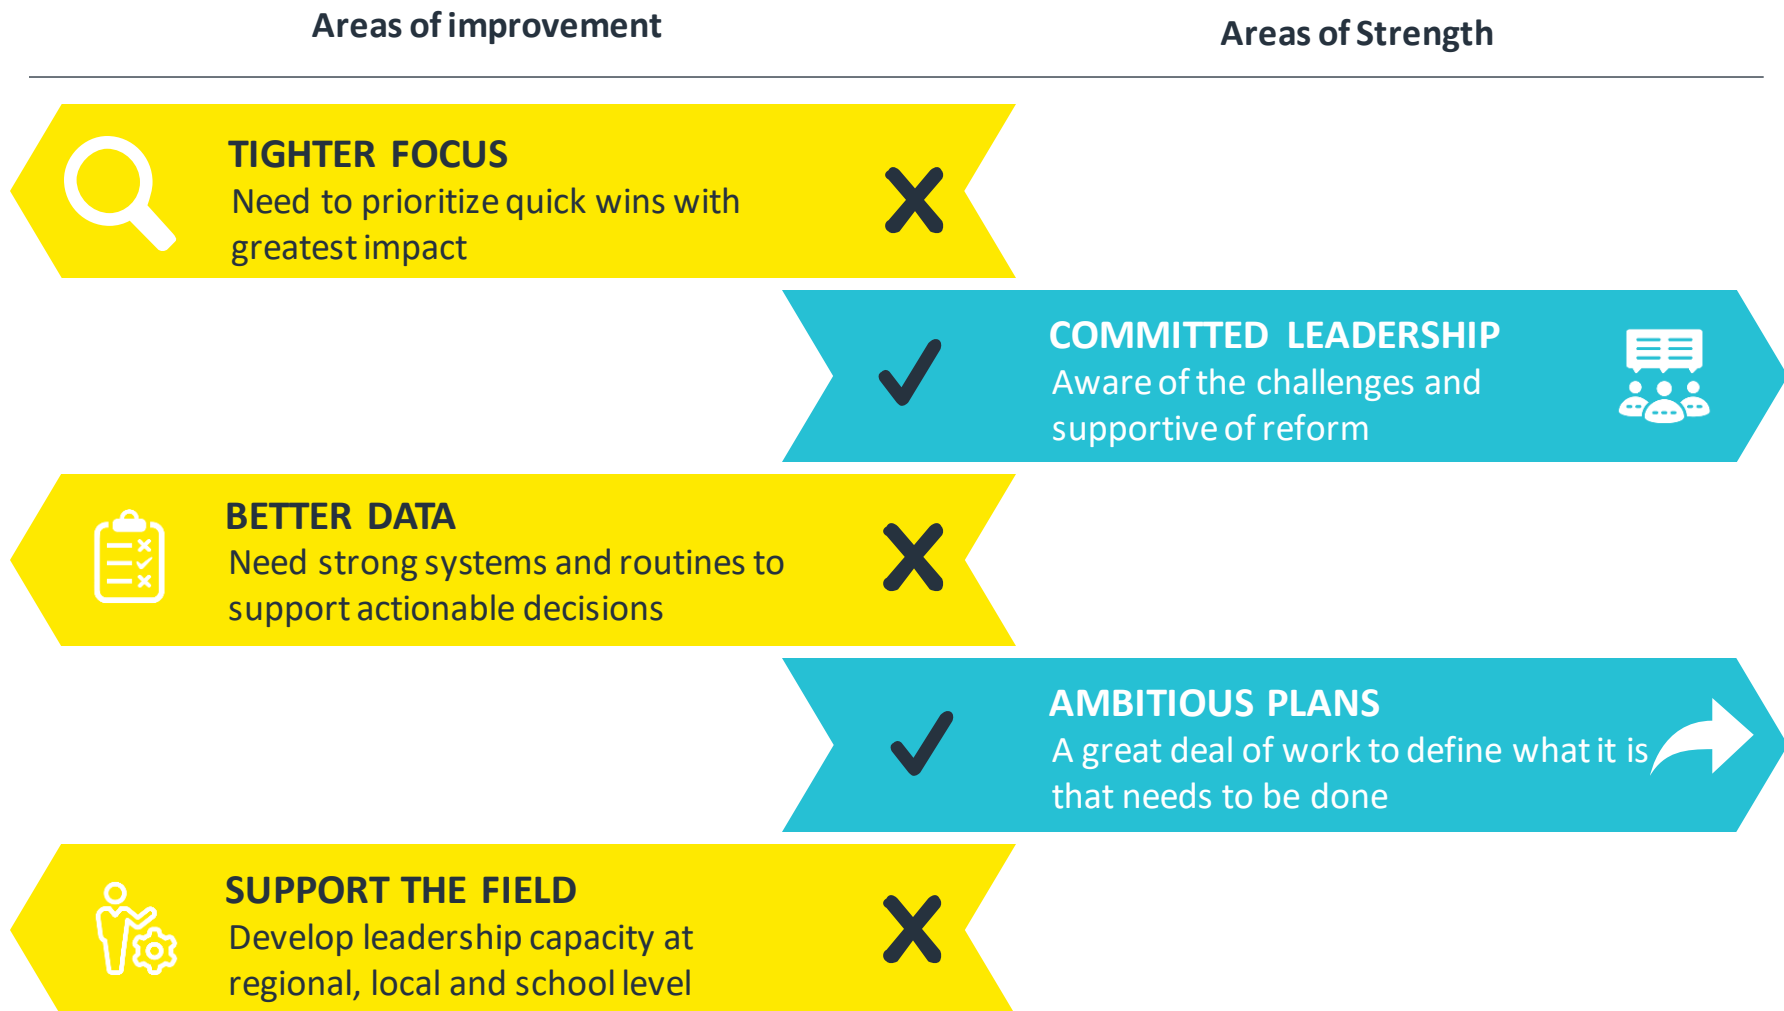 Areas of improvement
Areas of Strength
TIGHTER FOCUS
Need to prioritize quick wins with
greatest impact
COMMITTED LEADERSHIP
Aware of the challenges and
supportive of reform
BETTER DATA
Need strong systems and routines to
support actionable decisions
AMBITIOUS PLANS
A great deal of work to define what it is
that needs to be done
SUPPORT THE FIELD
Develop leadership capacity at
regional, local and school level